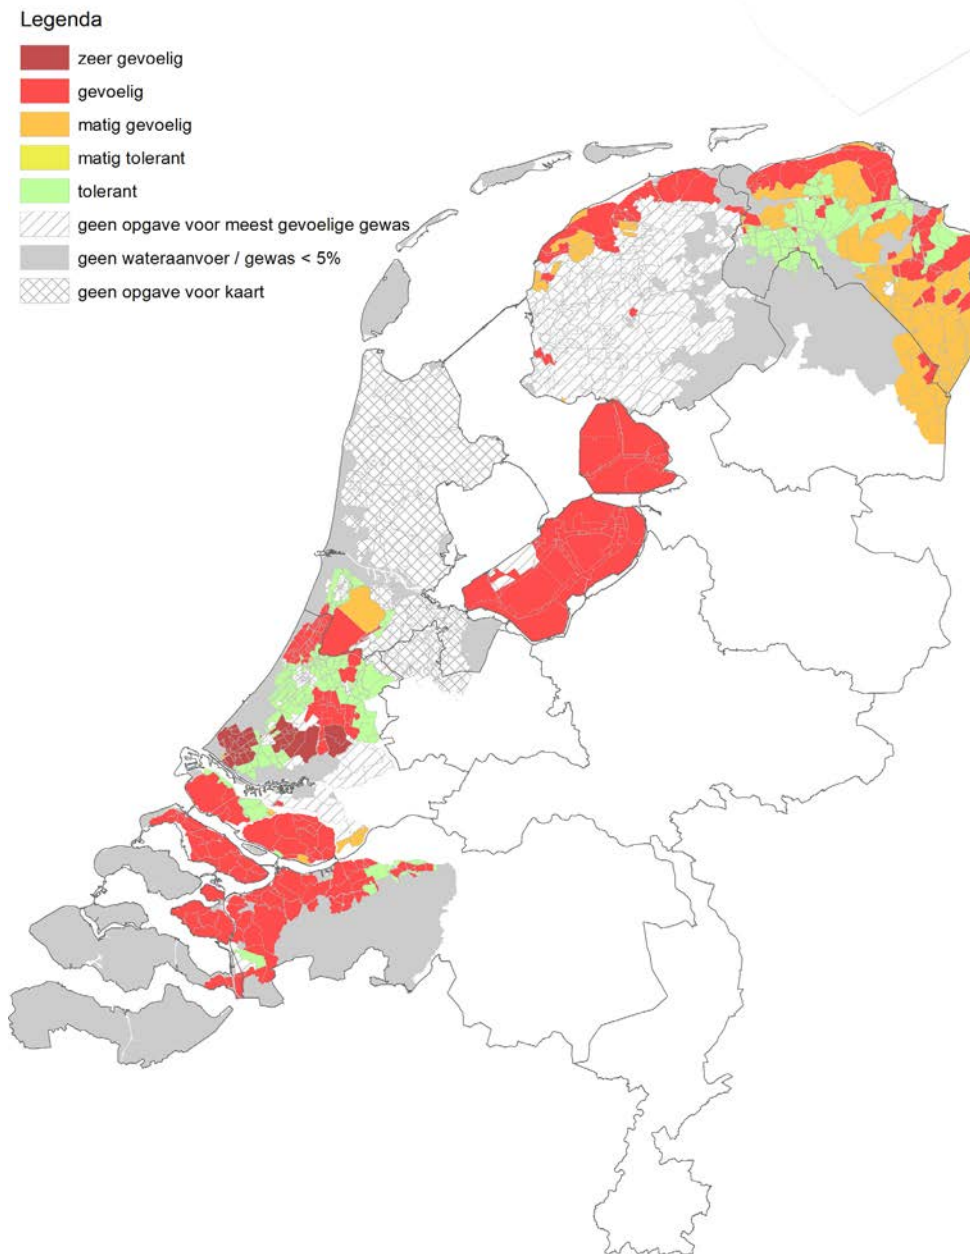 Legenda
zeer gevoelig
gevoelig
matig gevoelig
matig tolerant
tolerant
geen opgave voor meest gevoelige gewas
geen wateraanvoer / gewas < 5%
geen opgave voor kaart